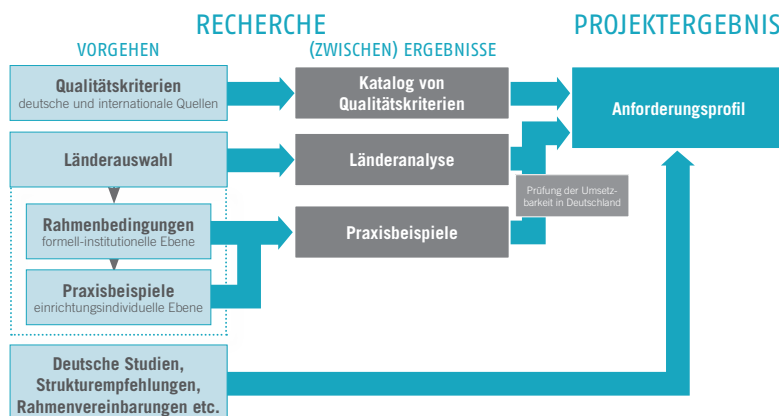 RECHERCHE
PROJEKTERGEBNIS
VORGEHEN
(ZWISCHEN) ERGEBNISSE
Qualitätskriterien
deutsche und internationale Quellen
Katalog von
Qualitätskriterien
Anforderungsprofil
Länderauswahl
Länderanalyse
Prüfung der Umsetz-
barkeit in Deutschland
Rahmenbedingungen
formell-institutionelle Ebene
Praxisbeispiele
Praxisbeispiele
einrichtungsindividuelle Ebene
Deutsche Studien,
Strukturempfehlungen,
Rahmenvereinbarungen etc.